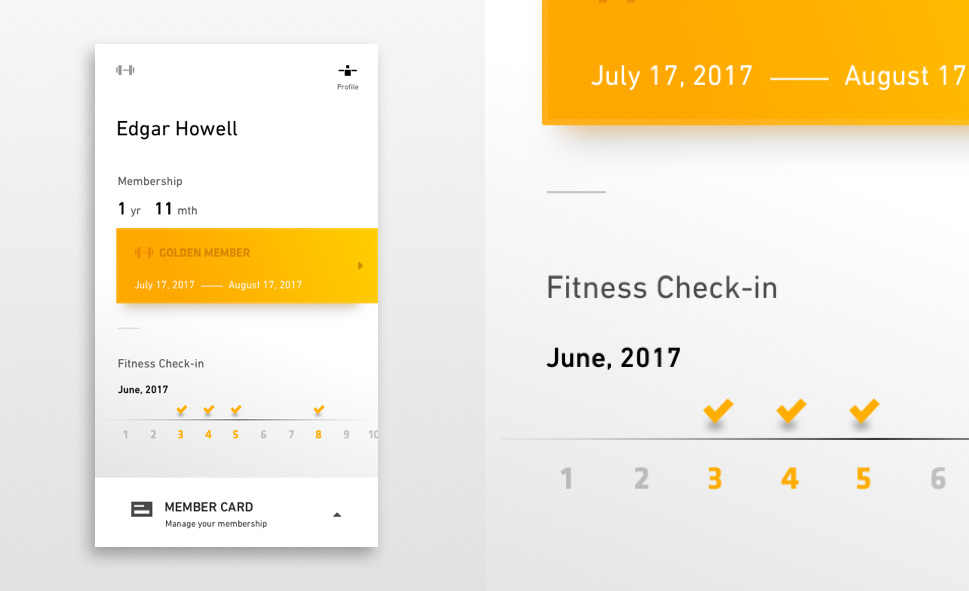 Profile
Edgar Howell
Membership
1 yr 11 mth
GOLDEN MEMBER
July 17, 2017 August 17, 2017
Fitness Check-in
June, 2017
1 2 3 4 5 6 7 8 9 10
MEMBER CARD
Manage your membership
July 17, 2017 August 17
Fitness Check-in
June, 2017
1 2 3 4 5 6